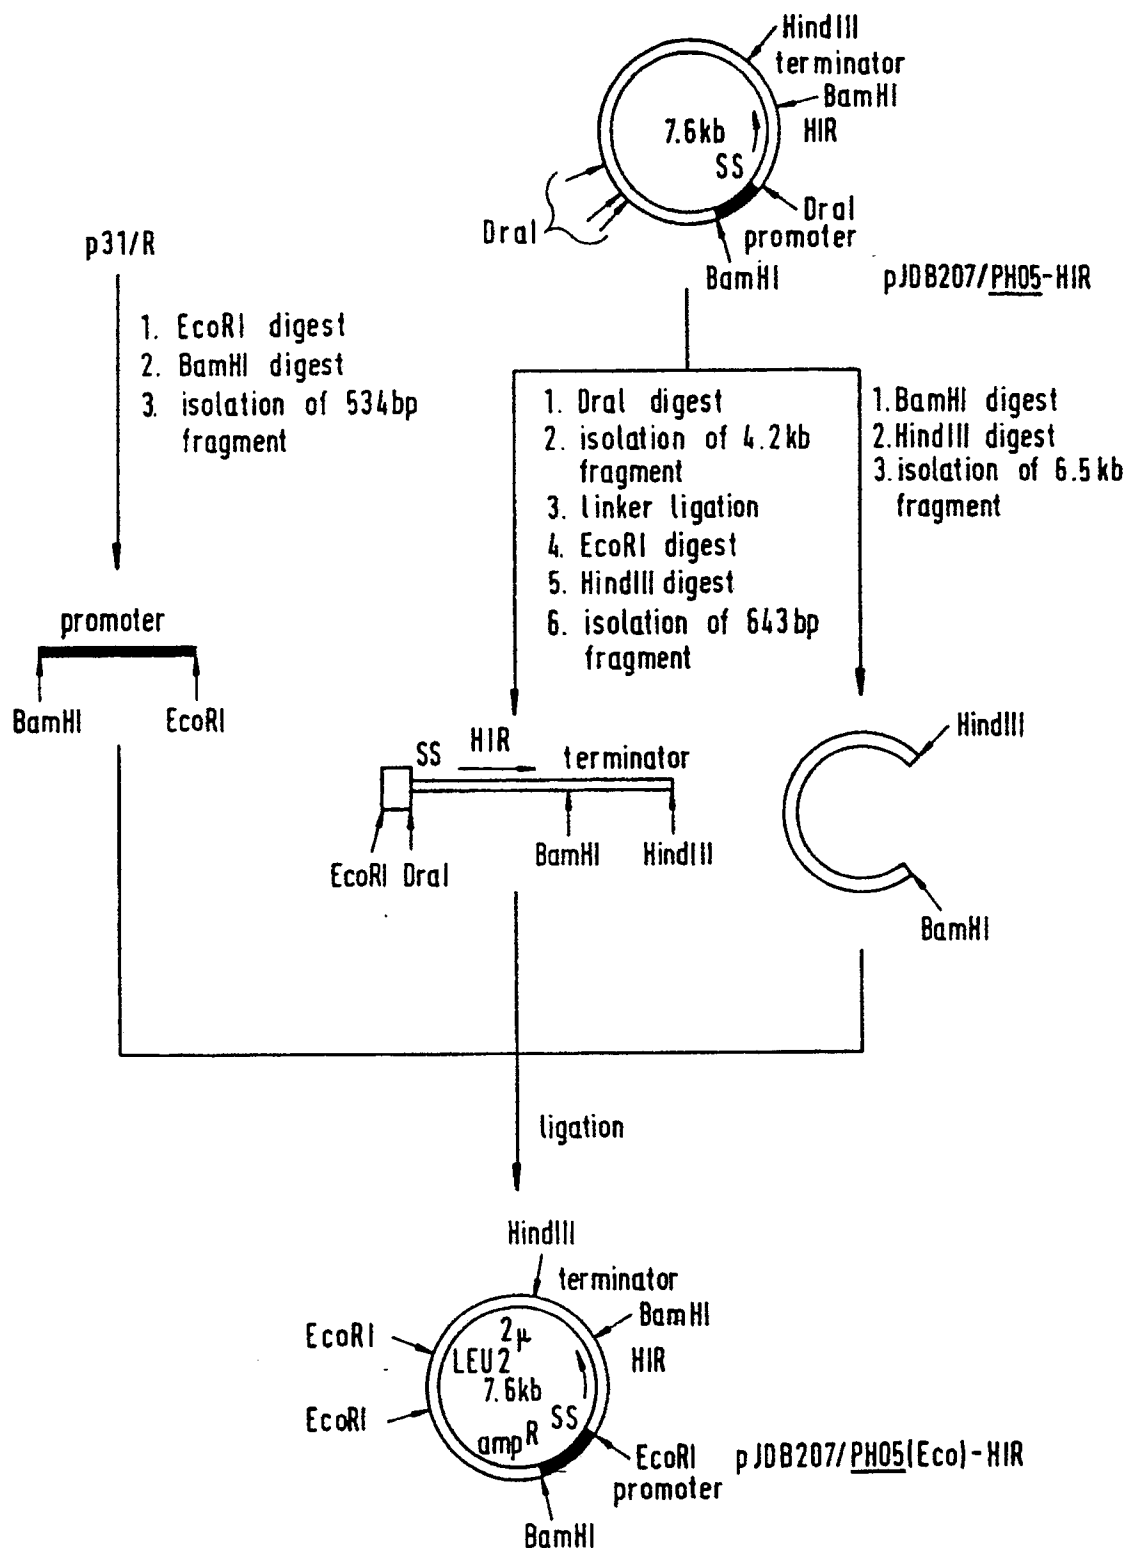 HindIII
terminator
BamHI
7.6kb
HIR
SS
DraI
DraI
promoter
BamHI
pJDB207/PHO5-HIR
p31/R
1. EcoRI digest
2. BamHI digest
3. isolation of 534bp
fragment
1. DraI digest
2. isolation of 4.2kb
fragment
3. linker ligation
4. EcoRI digest
5. HindIII digest
6. isolation of 643bp
fragment
1.BamHI digest
2.HindIII digest
3.isolation of 6.5kb
fragment
promoter
BamHI
EcoRI
SS
HIR
terminator
EcoRI DraI
BamHI
HindIII
HindIII
BamHI
ligation
HindIII
terminator
BamHI
EcoRI
2µ
LEU2
HIR
7.6kb
EcoRI
SS
ampR
EcoRI
promoter
pJDB207/PHO5(Eco)-HIR
BamHI